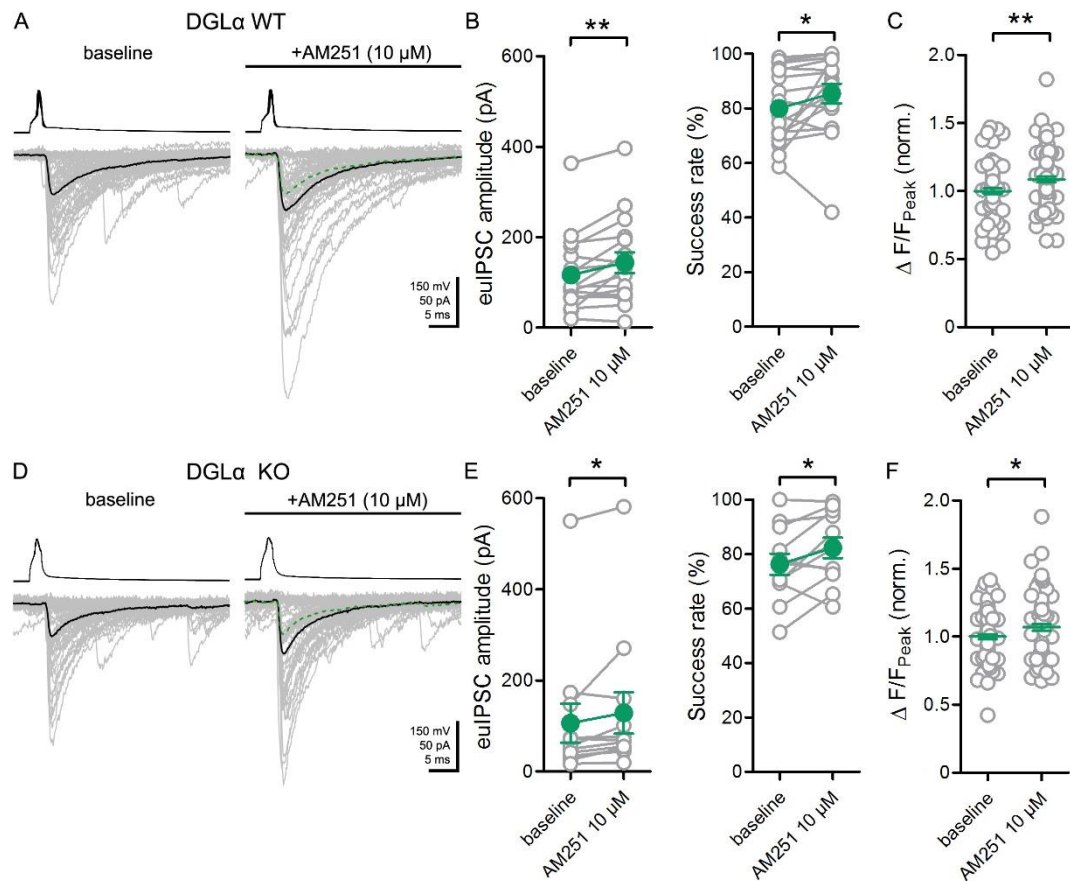 A
DGLα WT
baseline
+AM251 (10 µM)
150 mV
50 pA
5 ms
B
**
euIPSC amplitude (pA)
600
400
200
0
baseline
AM251 10 µM
*
Success rate (%)
100
80
60
40
20
0
baseline
AM251 10 µM
C
**
Δ F/F Peak (norm.)
2.0
1.5
1.0
0.5
0.0
baseline
AM251 10 µM
D
DGLα KO
baseline
+AM251 (10 µM)
150 mV
50 pA
5 ms
E
*
euIPSC amplitude (pA)
600
400
200
0
baseline
AM251 10 µM
*
Success rate (%)
100
80
60
40
20
0
baseline
AM251 10 µM
F
*
Δ F/F Peak (norm.)
2.0
1.5
1.0
0.5
0.0
baseline
AM251 10 µM